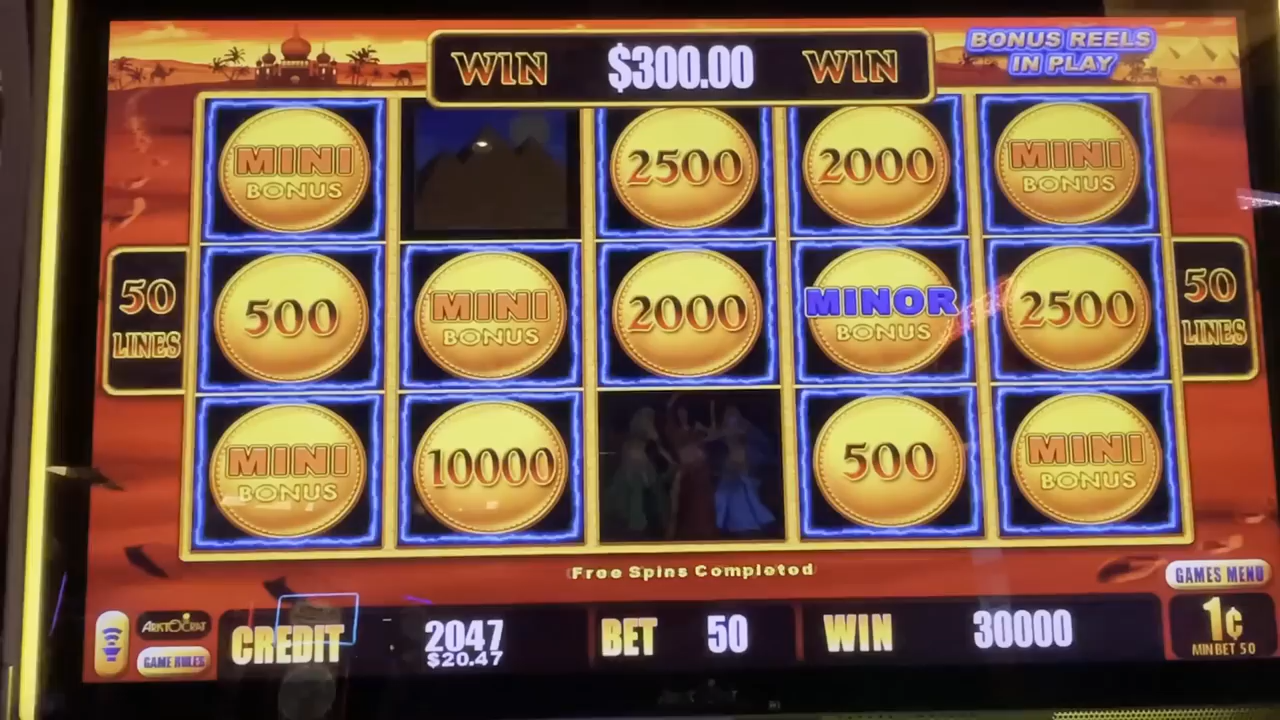 WIN $300.00 WIN
BONUS REELS
IN PLAY
MINI
BONUS
2500
2000
MINI
BONUS
50
LINES
500
MINI
BONUS
2000
MINOR
BONUS
2500
50
LINES
MINI
BONUS
10000
500
MINI
BONUS
Free Spins Completed
GAMES MENU
ARISTOCRAT
GAME RULES
CREDIT 2047
$20.47
BET 50
WIN 30000
1¢
MIN BET 50